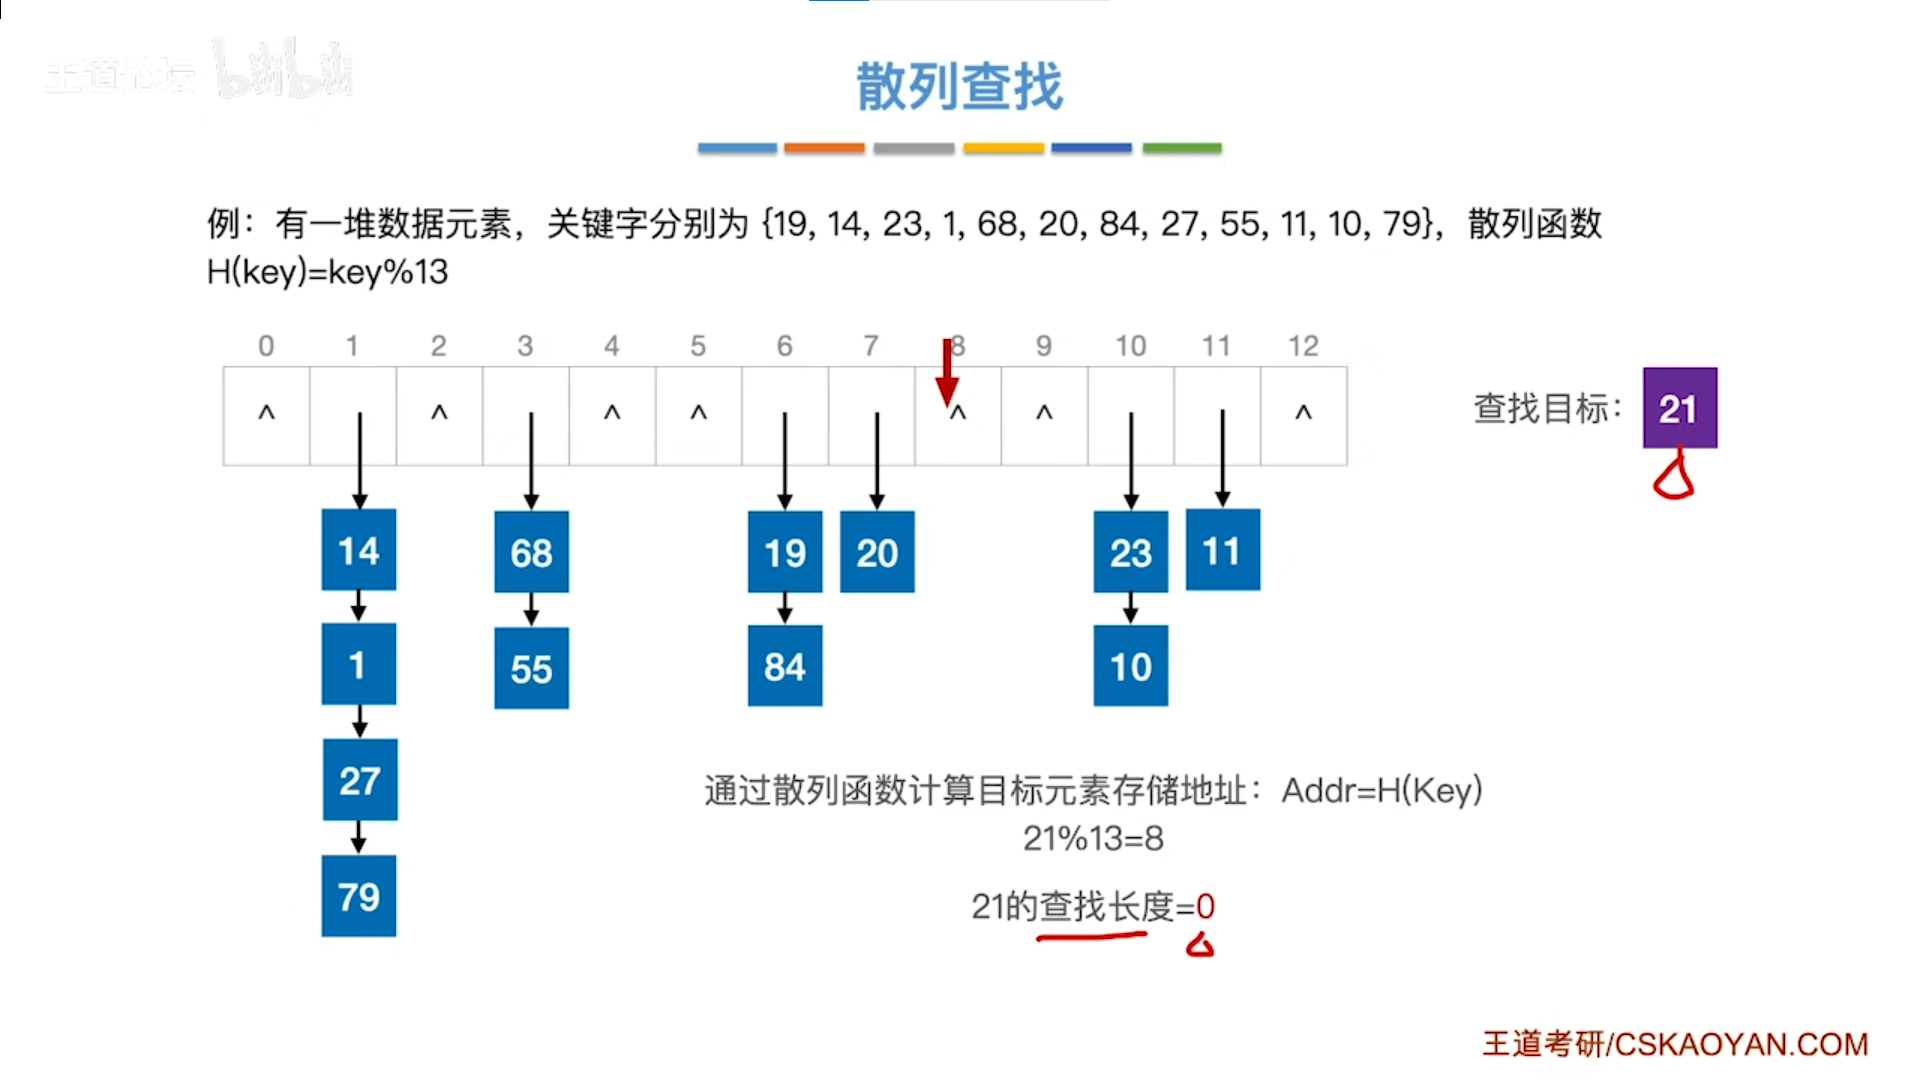 王道论坛 bilibili
散列查找
例：有一堆数据元素，关键字分别为 {19, 14, 23, 1, 68, 20, 84, 27, 55, 11, 10, 79}，散列函数
H(key)=key%13
0 1 2 3 4 5 6 7 8 9 10 11 12
^ ^ ^ ^ ^ ^ ^
查找目标： 21
14 68 19 20 23 11
1 55 84 10
27
通过散列函数计算目标元素存储地址：Addr=H(Key)
21%13=8
79
21的查找长度=0
王道考研/CSKAOYAN.COM